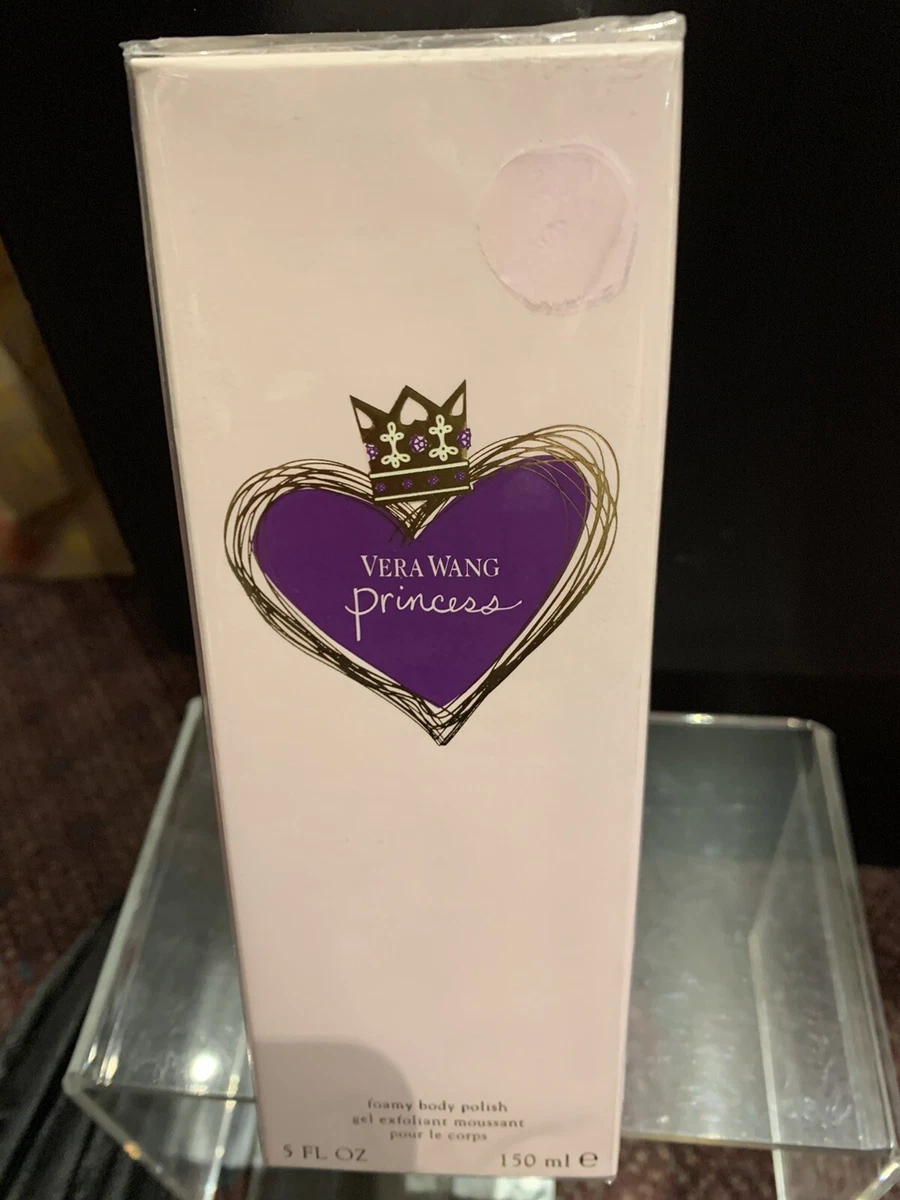 VERA WANG
princess
foamy body polish
gel exfoliant moussant
pour le corps
5 FL OZ 150 ml ℮